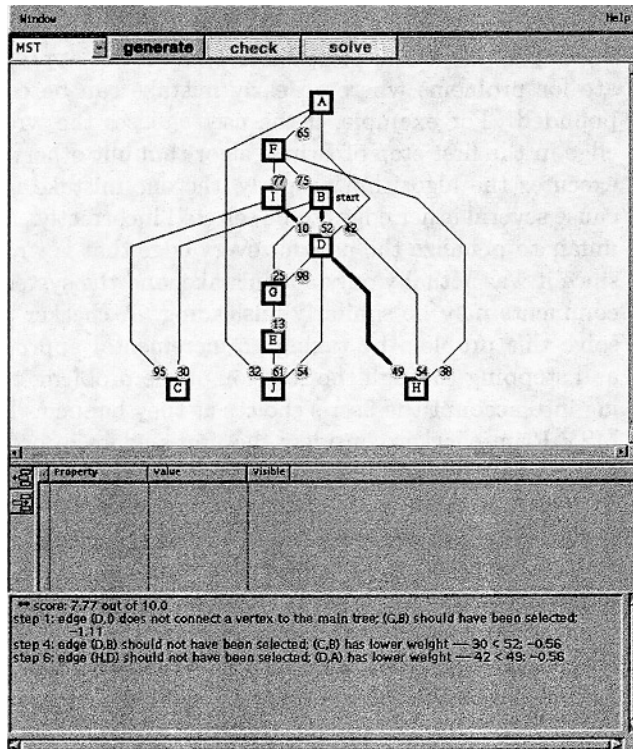 Window Help
MST generate check solve
A
65
F
77 75
I B start
10 52 42
D
25 98
G
13
E
95 30 82 61 54 49 54 38
C J H
Property Value Visible
** score: 7.77 out of 10.0
step 1: edge (D,I) does not connect a vertex to the main tree; (C,B) should have been selected;
-1.11
step 4: edge (D,B) should not have been selected; (C,B) has lower weight -- 30 < 52; -0.56
step 6: edge (H,D) should not have been selected; (D,A) has lower weight -- 42 < 49; -0.56